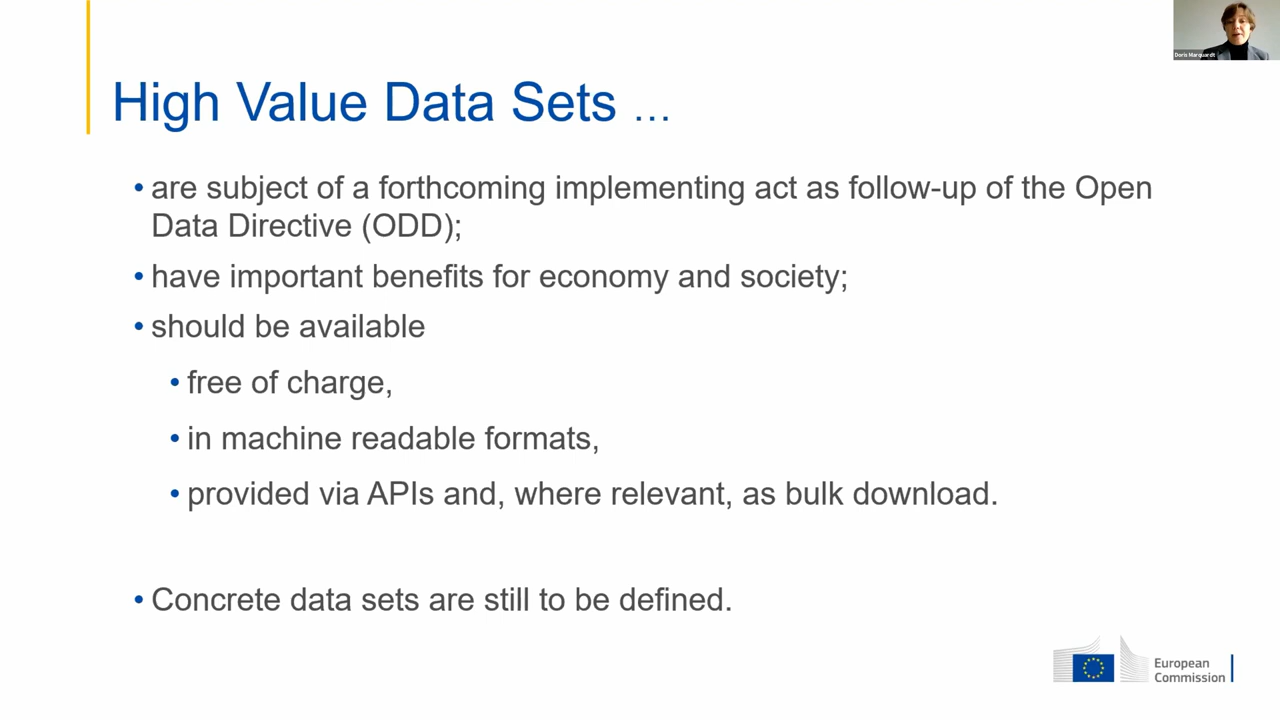 Doris Marquardt
High Value Data Sets ...
• are subject of a forthcoming implementing act as follow-up of the Open
Data Directive (ODD);
• have important benefits for economy and society;
• should be available
• free of charge,
• in machine readable formats,
• provided via APIs and, where relevant, as bulk download.
• Concrete data sets are still to be defined.
European
Commission